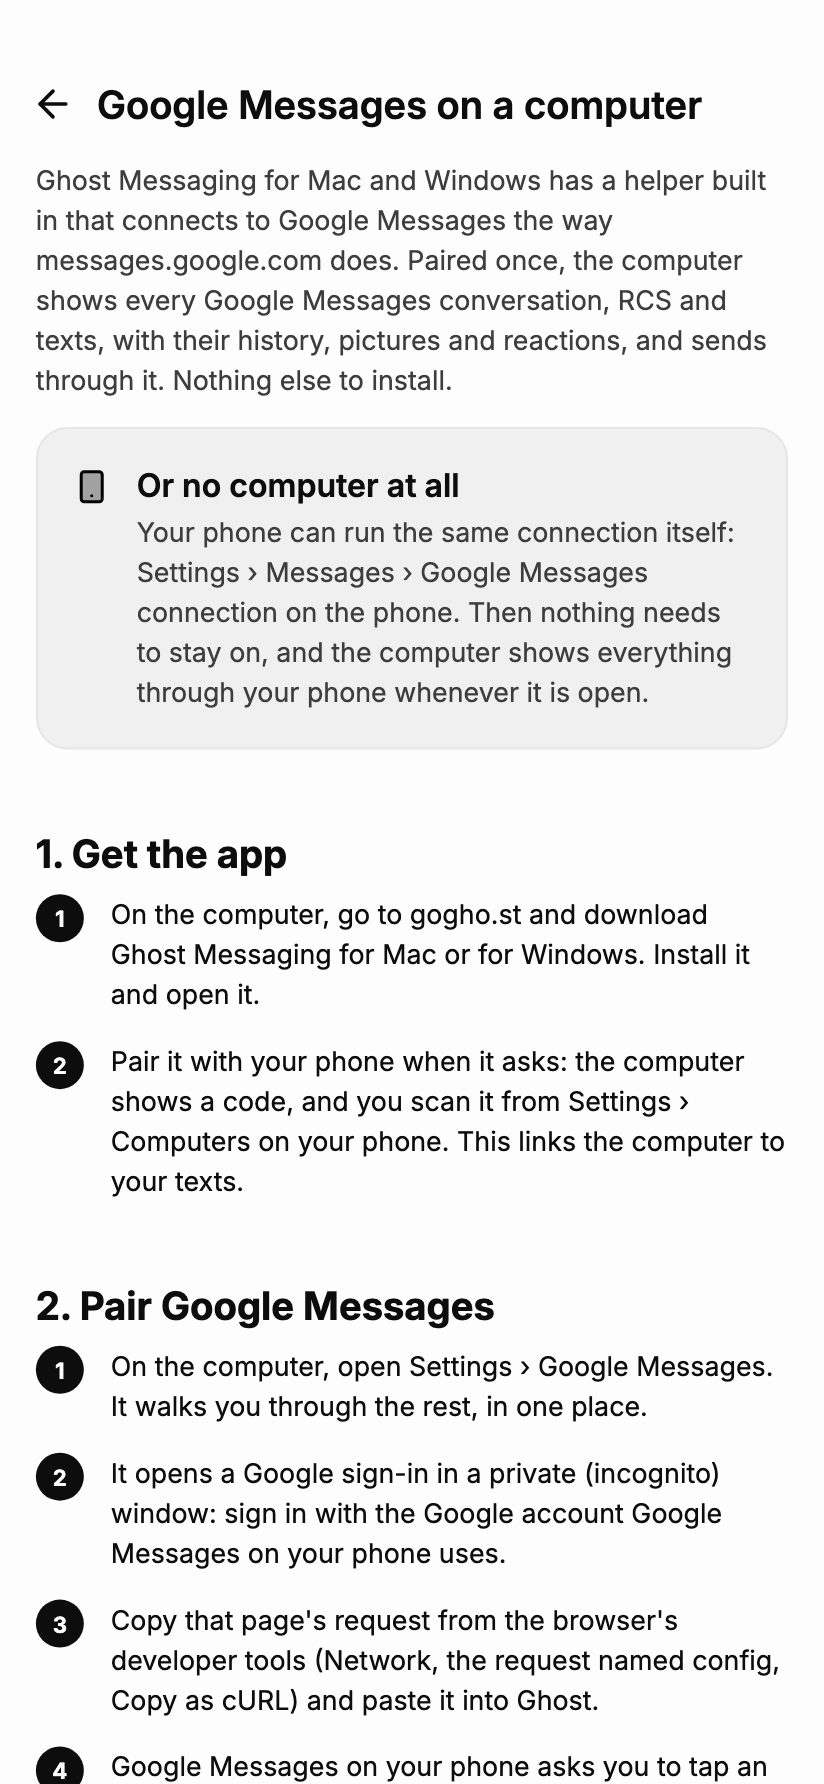 Google Messages on a computer
Ghost Messaging for Mac and Windows has a helper built
in that connects to Google Messages the way
messages.google.com does. Paired once, the computer
shows every Google Messages conversation, RCS and
texts, with their history, pictures and reactions, and sends
through it. Nothing else to install.
Or no computer at all
Your phone can run the same connection itself:
Settings › Messages › Google Messages
connection on the phone. Then nothing needs
to stay on, and the computer shows everything
through your phone whenever it is open.
1. Get the app
1 On the computer, go to gogho.st and download
Ghost Messaging for Mac or for Windows. Install it
and open it.
2 Pair it with your phone when it asks: the computer
shows a code, and you scan it from Settings ›
Computers on your phone. This links the computer to
your texts.
2. Pair Google Messages
1 On the computer, open Settings › Google Messages.
It walks you through the rest, in one place.
2 It opens a Google sign-in in a private (incognito)
window: sign in with the Google account Google
Messages on your phone uses.
3 Copy that page's request from the browser's
developer tools (Network, the request named config,
Copy as cURL) and paste it into Ghost.
4 Google Messages on your phone asks you to tap an